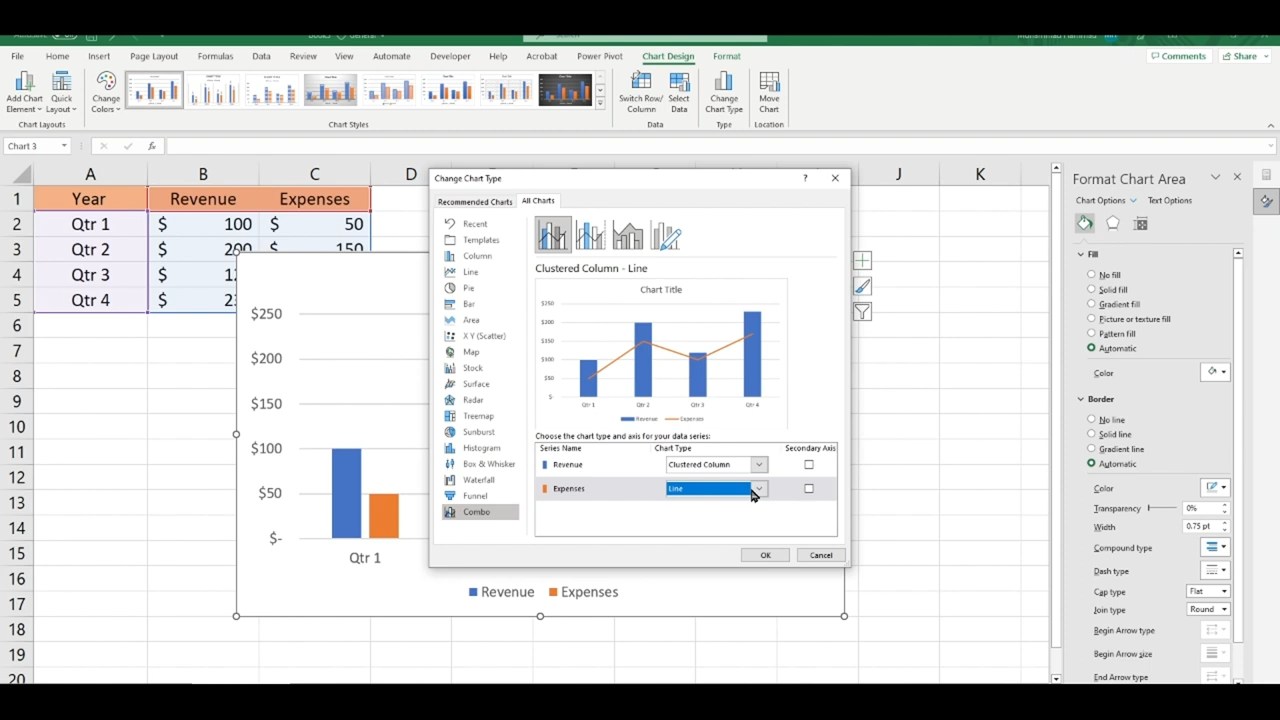 File Home Insert Page Layout Formulas Data Review View Automate Developer Help Acrobat Power Pivot Chart Design Format Comments Share
Add Chart Element Quick Layout Change Colors Switch Row/Column Select Data Change Chart Type Move Chart
Chart Layouts Chart Styles Data Type Location
Chart 3 fx
A B C D J K
1 Year Revenue Expenses
2 Qtr 1 $ 100 $ 50
3 Qtr 2 $ 200 150
4 Qtr 3 $
5 Qtr 4 $
6
7
8
9
10
11
12
13
14
15
16
17
18
19
20
$250
$200
$150
$100
$50
$-
Qtr 1
Revenue Expenses
Change Chart Type ? ×
Recommended Charts All Charts
Recent
Templates
Column
Line
Pie
Bar
Area
X Y (Scatter)
Map
Stock
Surface
Radar
Treemap
Sunburst
Histogram
Box & Whisker
Waterfall
Funnel
Combo
Clustered Column - Line
Chart Title
$250
$200
$150
$100
$50
$-
Qtr 1 Qtr 2 Qtr 3 Qtr 4
Revenue Expenses
Choose the chart type and axis for your data series:
Series Name Chart Type Secondary Axis
Revenue Clustered Column
Expenses Line
OK Cancel
Format Chart Area
Chart Options Text Options
Fill
No fill
Solid fill
Gradient fill
Picture or texture fill
Pattern fill
Automatic
Color
Border
No line
Solid line
Gradient line
Automatic
Color
Transparency 0%
Width 0.75 pt
Compound type
Dash type
Cap type Flat
Join type Round
Begin Arrow type
Begin Arrow size
End Arrow type